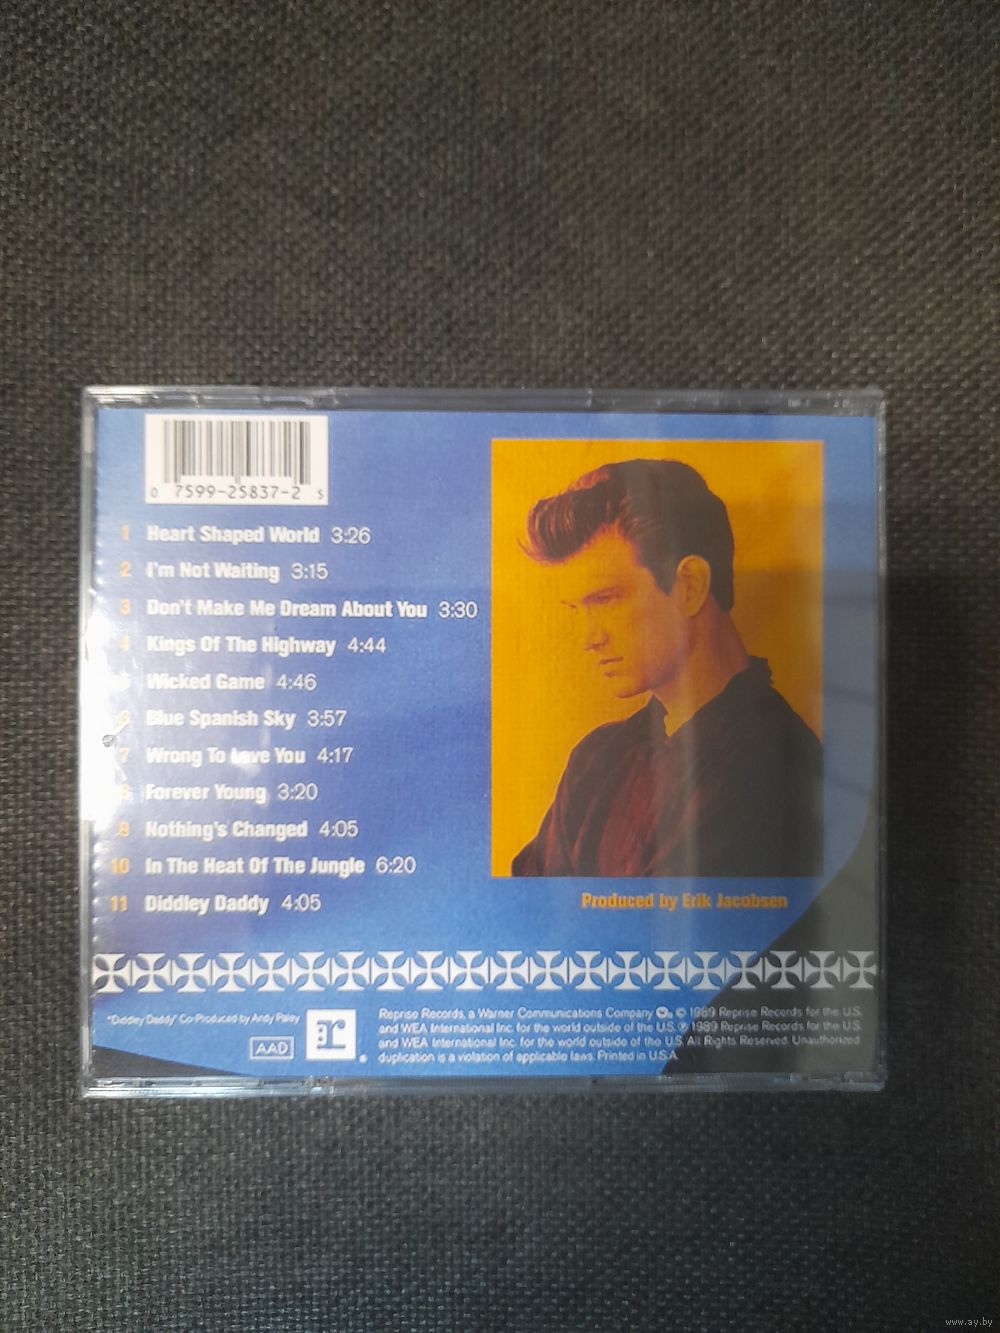 0 7599-25837-2 5
1 Heart Shaped World 3:26
2 I'm Not Waiting 3:15
3 Don't Make Me Dream About You 3:30
4 Kings Of The Highway 4:44
5 Wicked Game 4:46
6 Blue Spanish Sky 3:57
7 Wrong To Love You 4:17
8 Forever Young 3:20
9 Nothing's Changed 4:05
10 In The Heat Of The Jungle 6:20
11 Diddley Daddy 4:05
Produced by Erik Jacobsen
"Diddley Daddy" Co-Produced by Andy Paley
AAD
r
®
Reprise Records, a Warner Communications Company © 1989 Reprise Records for the U.S.
and WEA International Inc. for the world outside of the U.S. ℗ 1989 Reprise Records for the U.S.
and WEA International Inc. for the world outside of the U.S. All Rights Reserved. Unauthorized
duplication is a violation of applicable laws. Printed in U.S.A.
www.ay.by